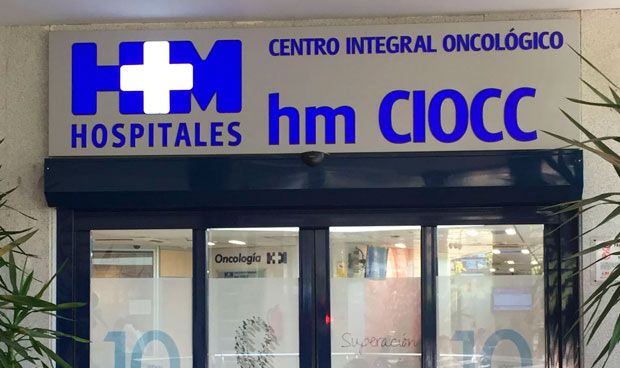 HM
HOSPITALES
CENTRO INTEGRAL ONCOLÓGICO
hm CIOCC
Oncología HM
10
Superación
10